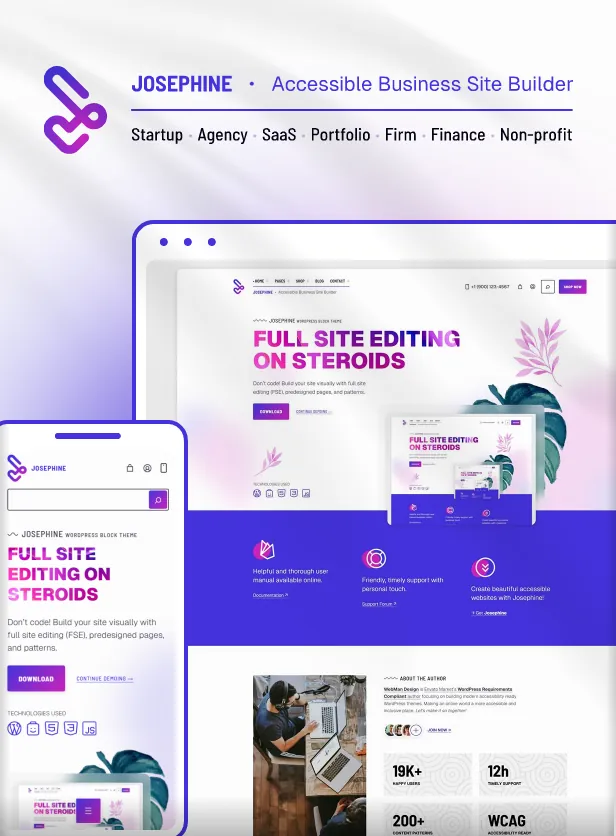 JOSEPHINE • Accessible Business Site Builder
Startup • Agency • SaaS • Portfolio • Firm • Finance • Non-profit
HOME PAGES SHOP BLOG CONTACT
JOSEPHINE • Accessible Business Site Builder
+1 (900) 123-4567
SHOP NOW
JOSEPHINE WORDPRESS BLOCK THEME
FULL SITE EDITING
ON STEROIDS
Don't code! Build your site visually with full site
editing (FSE), predesigned pages, and patterns.
DOWNLOAD
CONTINUE DEMOING →
TECHNOLOGIES USED
FULL SITE EDITING
ON STEROIDS
Helpful and thorough user
manual available online.
Documentation ↗
Friendly, timely support with
personal touch.
Support Forum ↗
Create beautiful accessible
websites with Josephine!
Get Josephine
JOSEPHINE
JOSEPHINE WORDPRESS BLOCK THEME
FULL SITE
EDITING ON
STEROIDS
Don't code! Build your site visually with
full site editing (FSE), predesigned pages,
and patterns.
DOWNLOAD
CONTINUE DEMOING →
TECHNOLOGIES USED
5 3 JS
ABOUT THE AUTHOR
WebMan Design is Envato Market's WordPress Requirements
Compliant author focusing on building modern accessibility ready
WordPress themes. Making an online world a more accessible and
inclusive place. Let's make it on together!
JOIN NOW >
19K+
HAPPY USERS
12h
TIMELY SUPPORT
200+
CONTENT PATTERNS
WCAG
ACCESSIBILITY READY